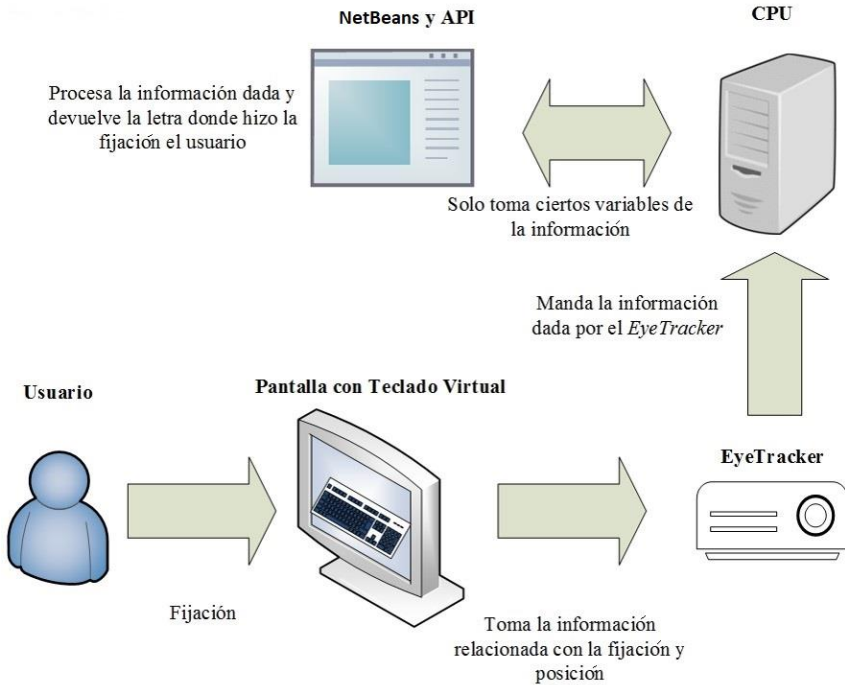 NetBeans y API
CPU
Procesa la información dada y
devuelve la letra donde hizo la
fijación el usuario
Solo toma ciertos variables de
la información
Manda la información
dada por el EyeTracker
Usuario
Pantalla con Teclado Virtual
EyeTracker
Fijación
Toma la información
relacionada con la fijación y
posición